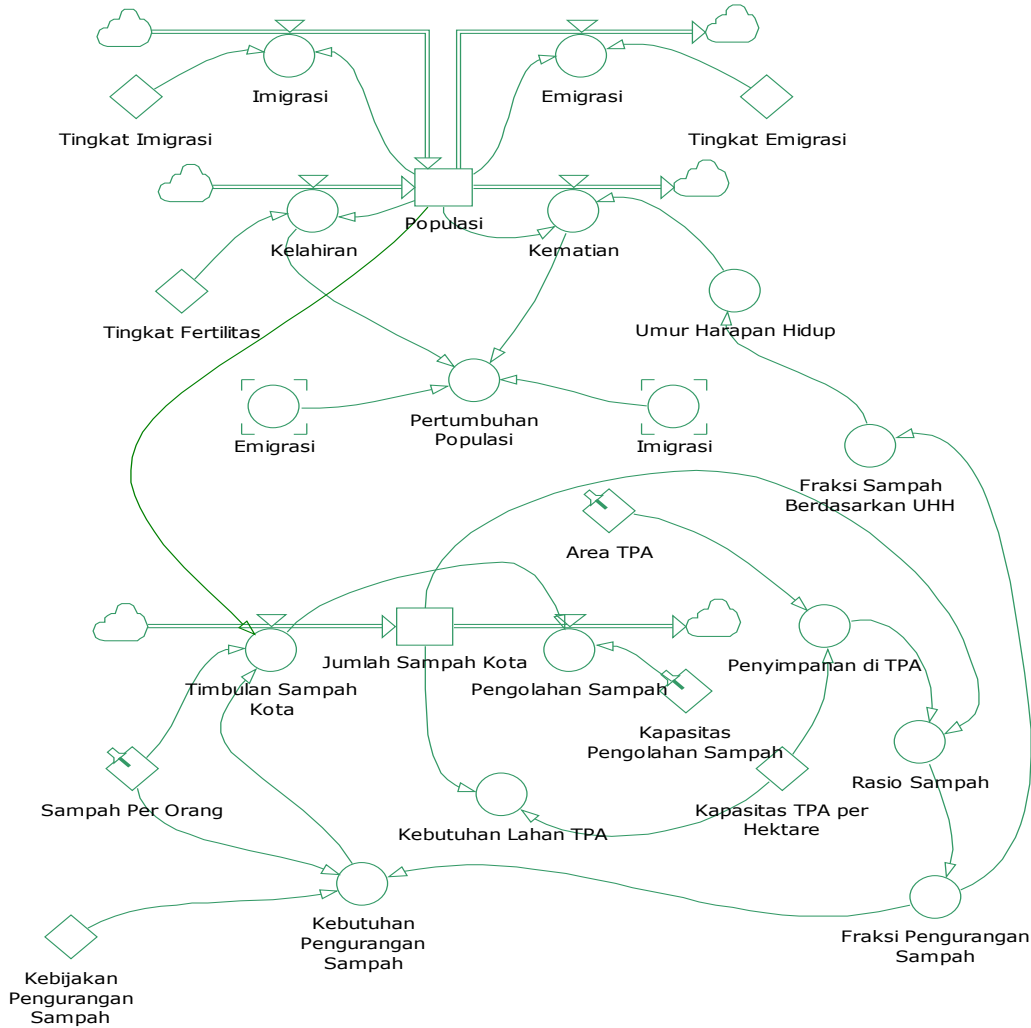 Imigrasi
Emigrasi
Tingkat Imigrasi
Tingkat Emigrasi
Populasi
Kelahiran
Kematian
Tingkat Fertilitas
Umur Harapan Hidup
Pertumbuhan
Populasi
Emigrasi
Imigrasi
Fraksi Sampah
Berdasarkan UHH
Area TPA
Jumlah Sampah Kota
Penyimpanan di TPA
Timbulan Sampah
Kota
Pengolahan Sampah
Kapasitas
Pengolahan Sampah
Rasio Sampah
Sampah Per Orang
Kapasitas TPA per
Hektare
Kebutuhan Lahan TPA
Kebutuhan
Pengurangan
Sampah
Fraksi Pengurangan
Sampah
Kebijakan
Pengurangan
Sampah